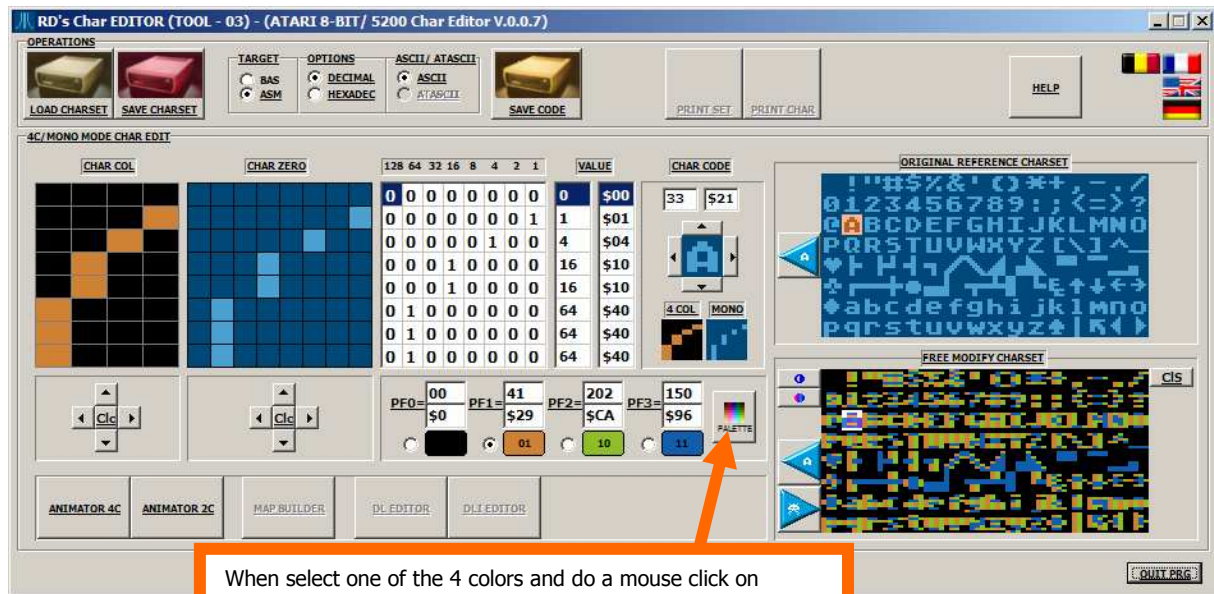 RD's Char EDITOR (TOOL - 03) - (ATARI 8-BIT/ 5200 Char Editor V.0.0.7)
OPERATIONS
LOAD CHARSET
SAVE CHARSET
TARGET
BAS
ASM
OPTIONS
DECIMAL
HEXADEC
ASCII/ ATASCII
ASCII
ATASCII
SAVE CODE
PRINT SET
PRINT CHAR
HELP
4C/MONO MODE CHAR EDIT
CHAR COL
CHAR ZERO
128 64 32 16 8 4 2 1
VALUE
0 0 0 0 0 0 0 0 0 $00
0 0 0 0 0 0 0 1 1 $01
0 0 0 0 0 1 0 0 4 $04
0 0 0 1 0 0 0 0 16 $10
0 0 0 1 0 0 0 0 16 $10
0 1 0 0 0 0 0 0 64 $40
0 1 0 0 0 0 0 0 64 $40
0 1 0 0 0 0 0 0 64 $40
CHAR CODE
33 $21
A
4 COL MONO
ORIGINAL REFERENCE CHARSET
!"#$%&'()*+,-./
0123456789:;<=>?
@ABCDEFGHIJKLMNO
PQRSTUVWXYZ[\]^_
abcdefghijklmno
pqrstuvwxyz
A
FREE MODIFY CHARSET
ClS
A
Clc
Clc
PF0= 00 $0
PF1= 41 $29
PF2= 202 $CA
PF3= 150 $96
01
10
11
PALETTE
ANIMATOR 4C
ANIMATOR 2C
MAP BUILDER
DL EDITOR
DLI EDITOR
When select one of the 4 colors and do a mouse click on
QUIT PRG